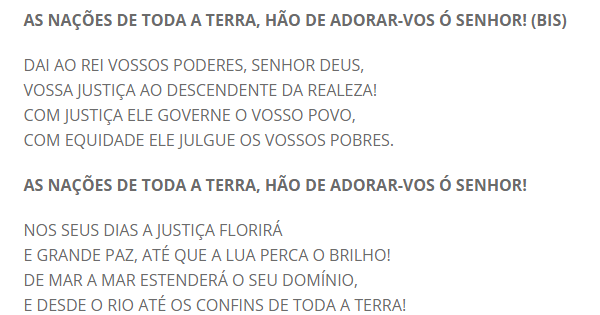 AS NAÇÕES DE TODA A TERRA, HÃO DE ADORAR-VOS Ó SENHOR! (BIS)
DAI AO REI VOSSOS PODERES, SENHOR DEUS,
VOSSA JUSTIÇA AO DESCENDENTE DA REALEZA!
COM JUSTIÇA ELE GOVERNE O VOSSO POVO,
COM EQUIDADE ELE JULGUE OS VOSSOS POBRES.
AS NAÇÕES DE TODA A TERRA, HÃO DE ADORAR-VOS Ó SENHOR!
NOS SEUS DIAS A JUSTIÇA FLORIRÁ
E GRANDE PAZ, ATÉ QUE A LUA PERCA O BRILHO!
DE MAR A MAR ESTENDERÁ O SEU DOMÍNIO,
E DESDE O RIO ATÉ OS CONFINS DE TODA A TERRA!